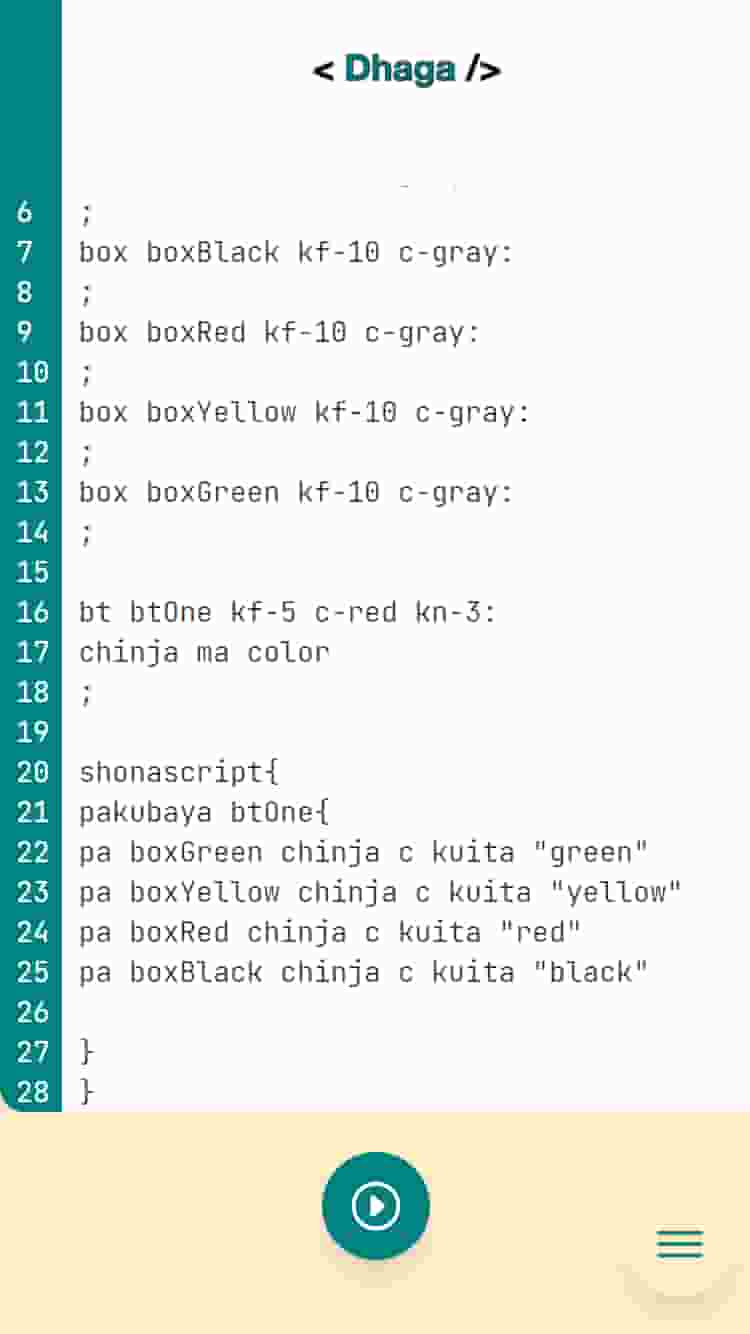 < Dhaga />
6 ;
7 box boxBlack kf-10 c-gray:
8 ;
9 box boxRed kf-10 c-gray:
10 ;
11 box boxYellow kf-10 c-gray:
12 ;
13 box boxGreen kf-10 c-gray:
14 ;
15
16 bt btOne kf-5 c-red kn-3:
17 chinja ma color
18 ;
19
20 shonascript{
21 pakubaya btOne{
22 pa boxGreen chinja c kuita "green"
23 pa boxYellow chinja c kuita "yellow"
24 pa boxRed chinja c kuita "red"
25 pa boxBlack chinja c kuita "black"
26
27 }
28 }